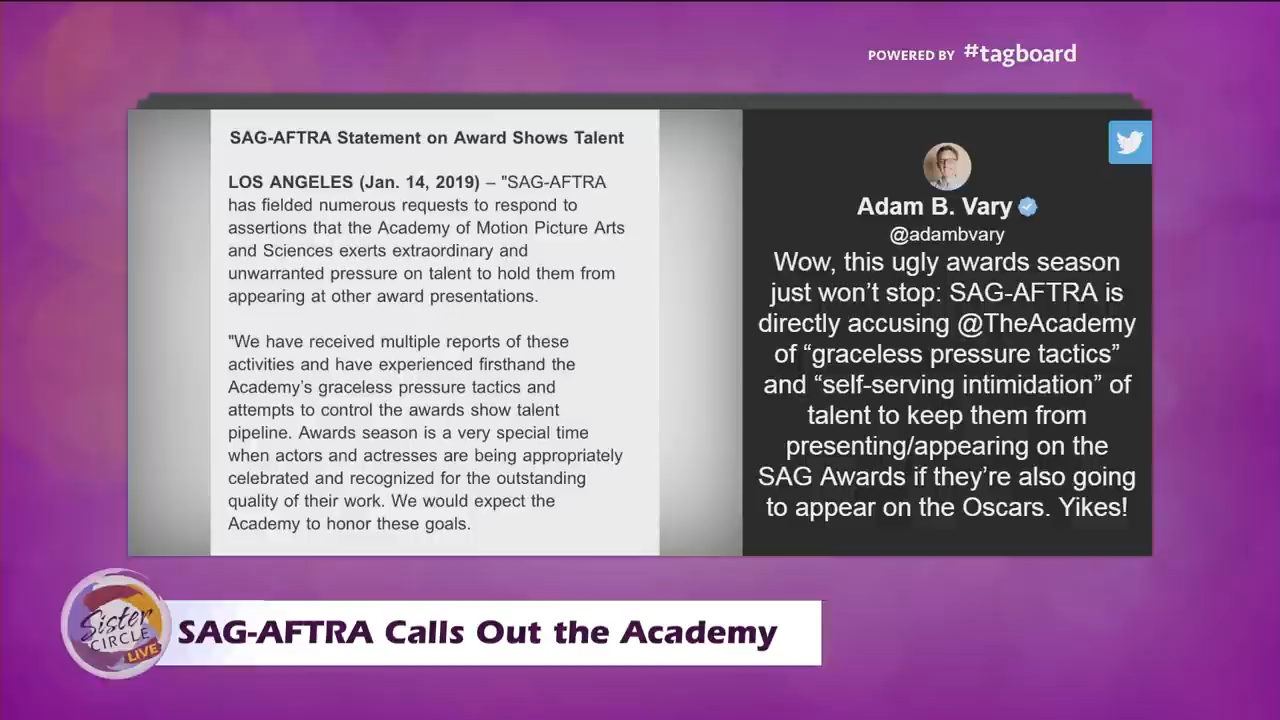 POWERED BY #tagboard
SAG-AFTRA Statement on Award Shows Talent
LOS ANGELES (Jan. 14, 2019) – "SAG-AFTRA
has fielded numerous requests to respond to
assertions that the Academy of Motion Picture Arts
and Sciences exerts extraordinary and
unwarranted pressure on talent to hold them from
appearing at other award presentations.
"We have received multiple reports of these
activities and have experienced firsthand the
Academy's graceless pressure tactics and
attempts to control the awards show talent
pipeline. Awards season is a very special time
when actors and actresses are being appropriately
celebrated and recognized for the outstanding
quality of their work. We would expect the
Academy to honor these goals.
Adam B. Vary
@adambvary
Wow, this ugly awards season
just won’t stop: SAG-AFTRA is
directly accusing @TheAcademy
of “graceless pressure tactics”
and “self-serving intimidation” of
talent to keep them from
presenting/appearing on the
SAG Awards if they’re also going
to appear on the Oscars. Yikes!
Sister
CIRCLE
LIVE
SAG-AFTRA Calls Out the Academy